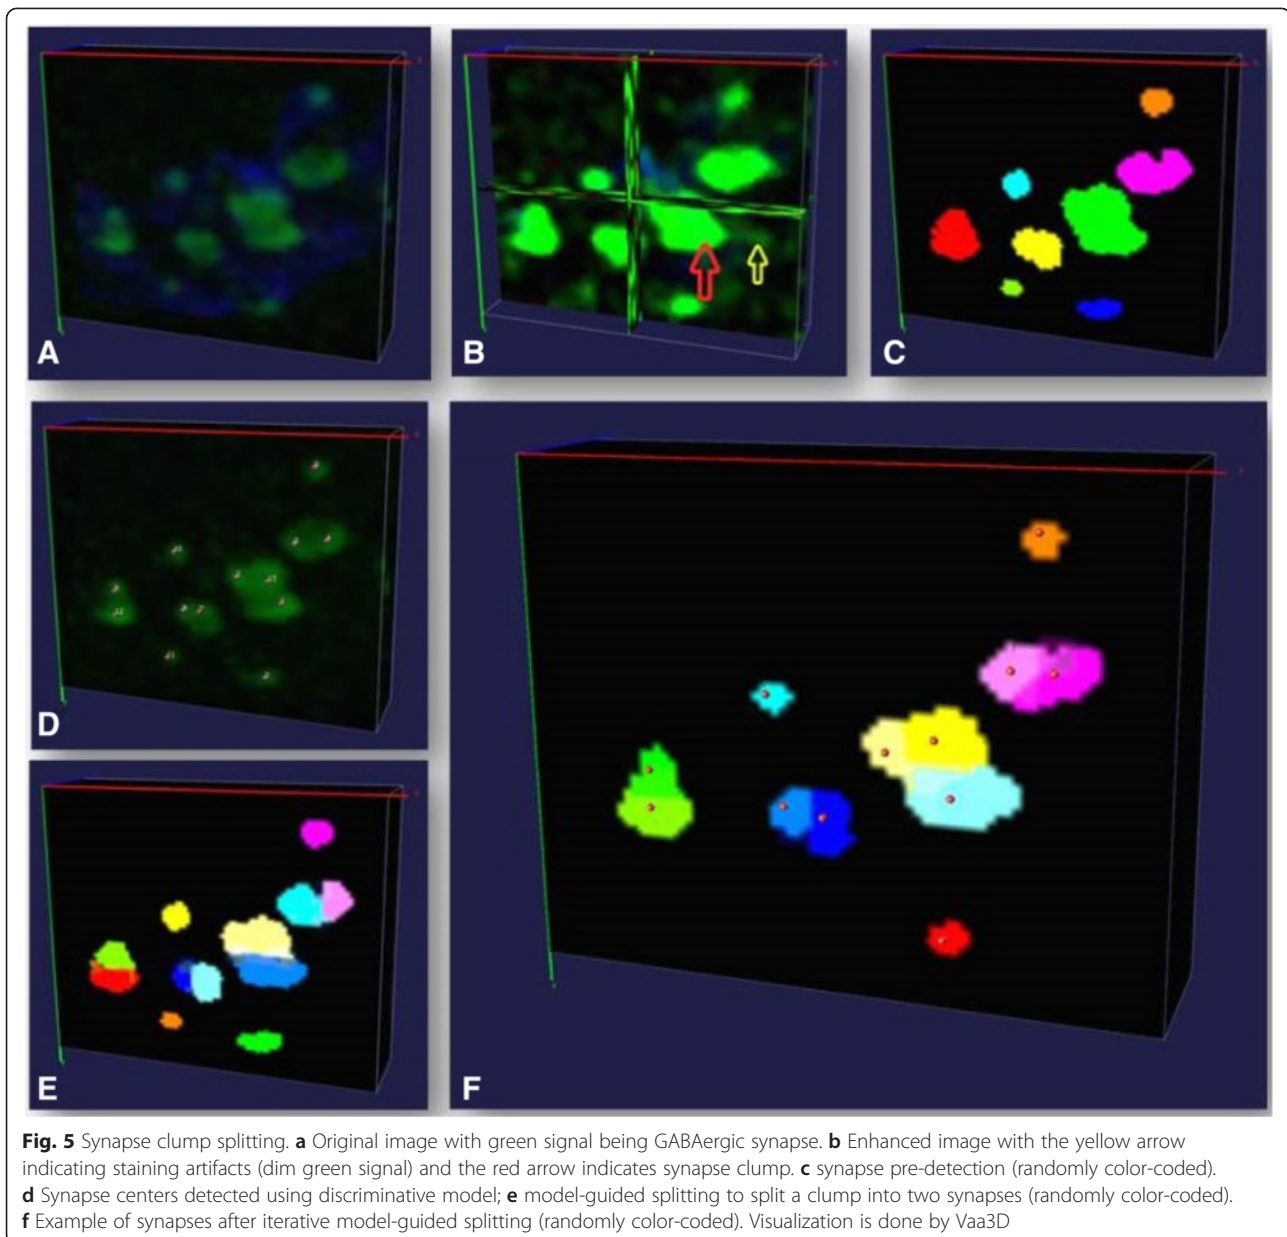 A
B
C
D
E
F
Fig. 5 Synapse clump splitting. a Original image with green signal being GABAergic synapse. b Enhanced image with the yellow arrow
indicating staining artifacts (dim green signal) and the red arrow indicates synapse clump. c synapse pre-detection (randomly color-coded).
d Synapse centers detected using discriminative model; e model-guided splitting to split a clump into two synapses (randomly color-coded).
f Example of synapses after iterative model-guided splitting (randomly color-coded). Visualization is done by Vaa3D